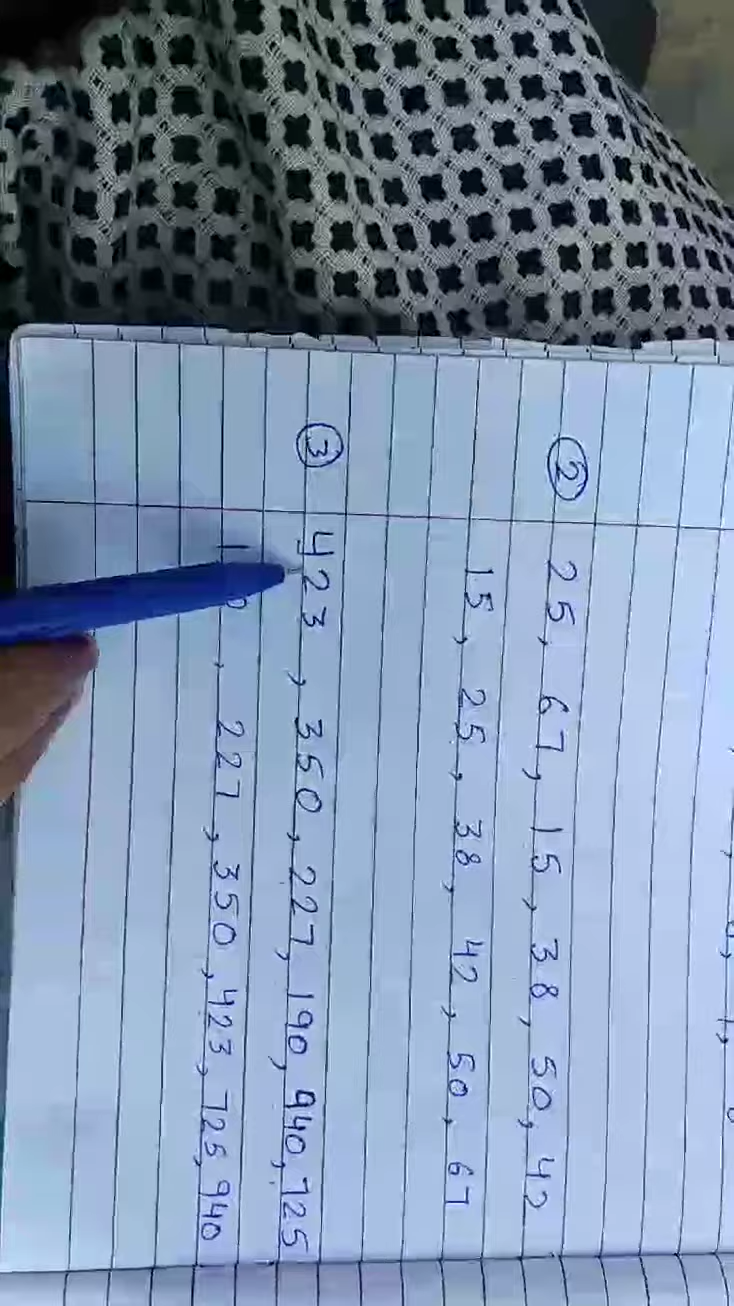 ② 25, 67, 15, 38, 50, 42
15, 25, 38, 42, 50, 67
③ 423, 350, 227, 190, 940, 725
, 227, 350, 423, 725, 940